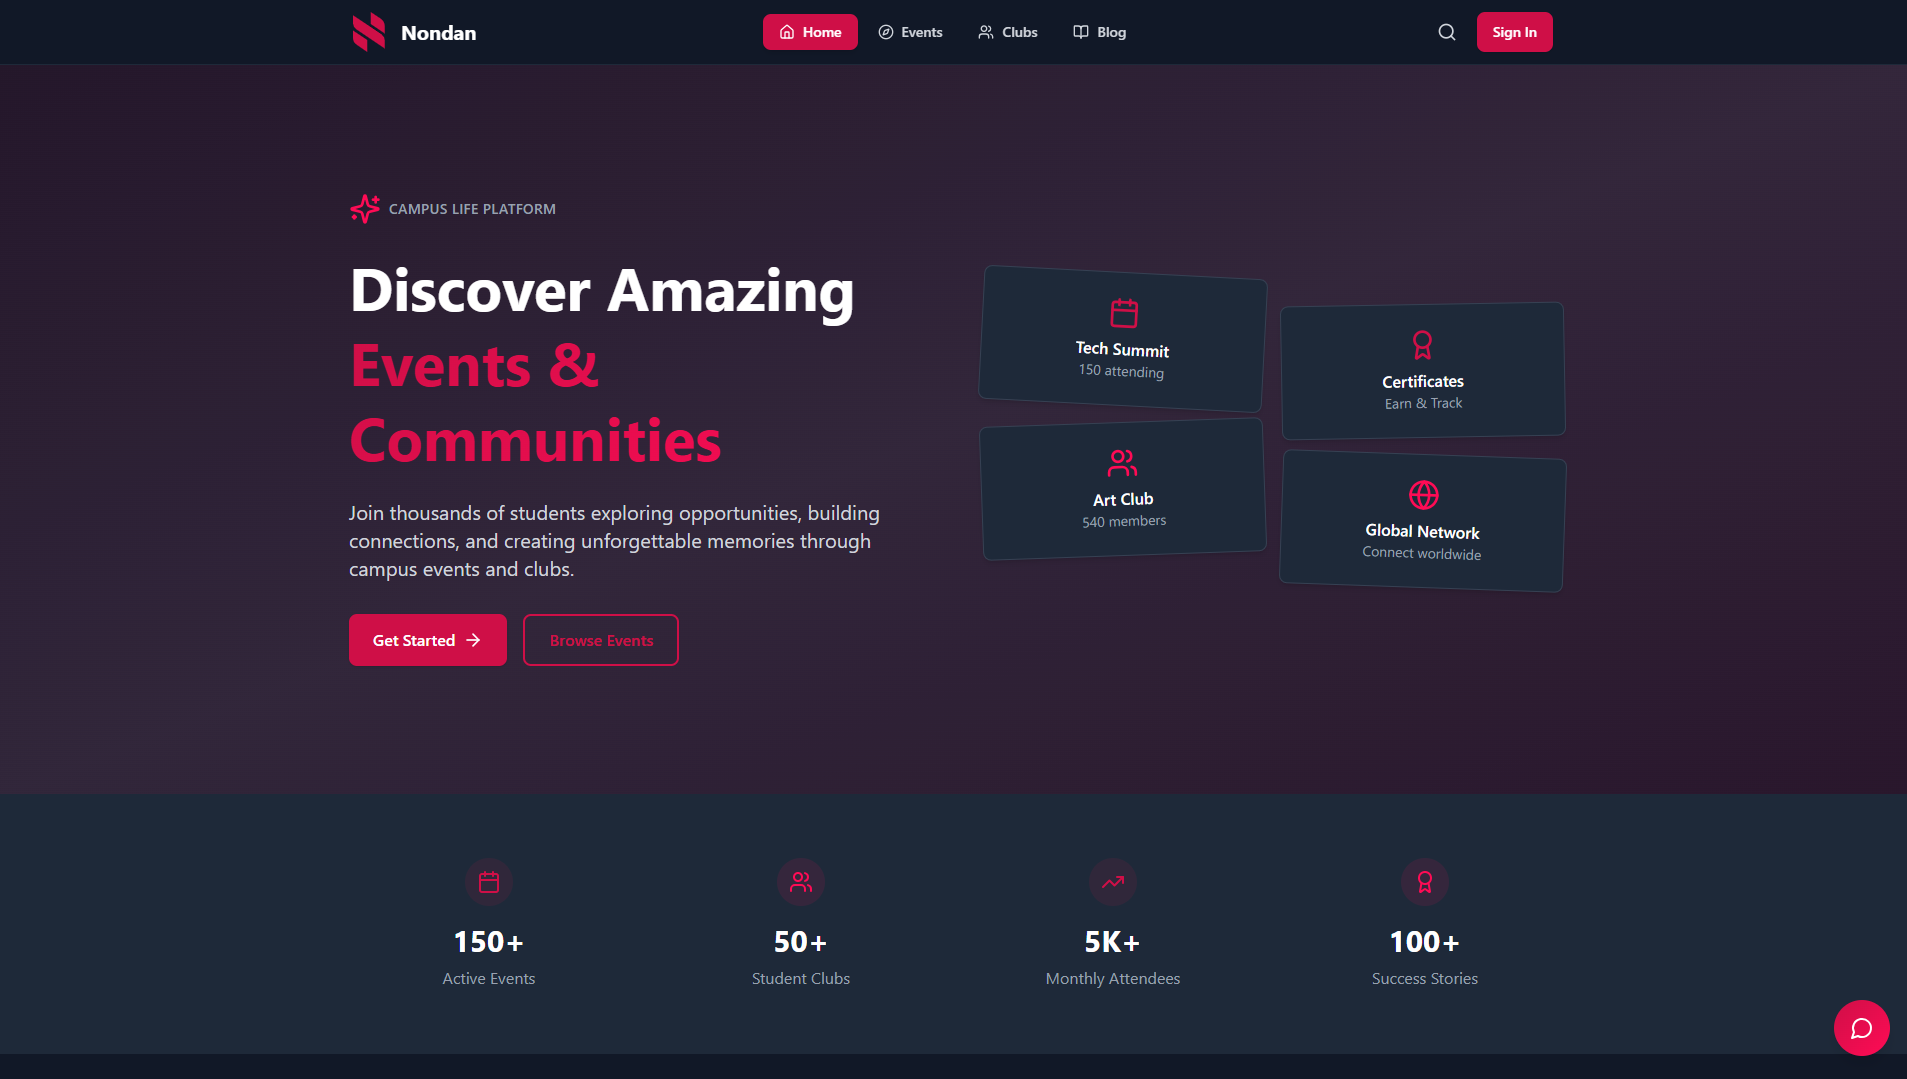 Nondan
Home
Events
Clubs
Blog
Sign In
CAMPUS LIFE PLATFORM
Discover Amazing
Events &
Communities
Join thousands of students exploring opportunities, building
connections, and creating unforgettable memories through
campus events and clubs.
Get Started
Browse Events
Tech Summit
150 attending
Certificates
Earn & Track
Art Club
540 members
Global Network
Connect worldwide
150+
Active Events
50+
Student Clubs
5K+
Monthly Attendees
100+
Success Stories